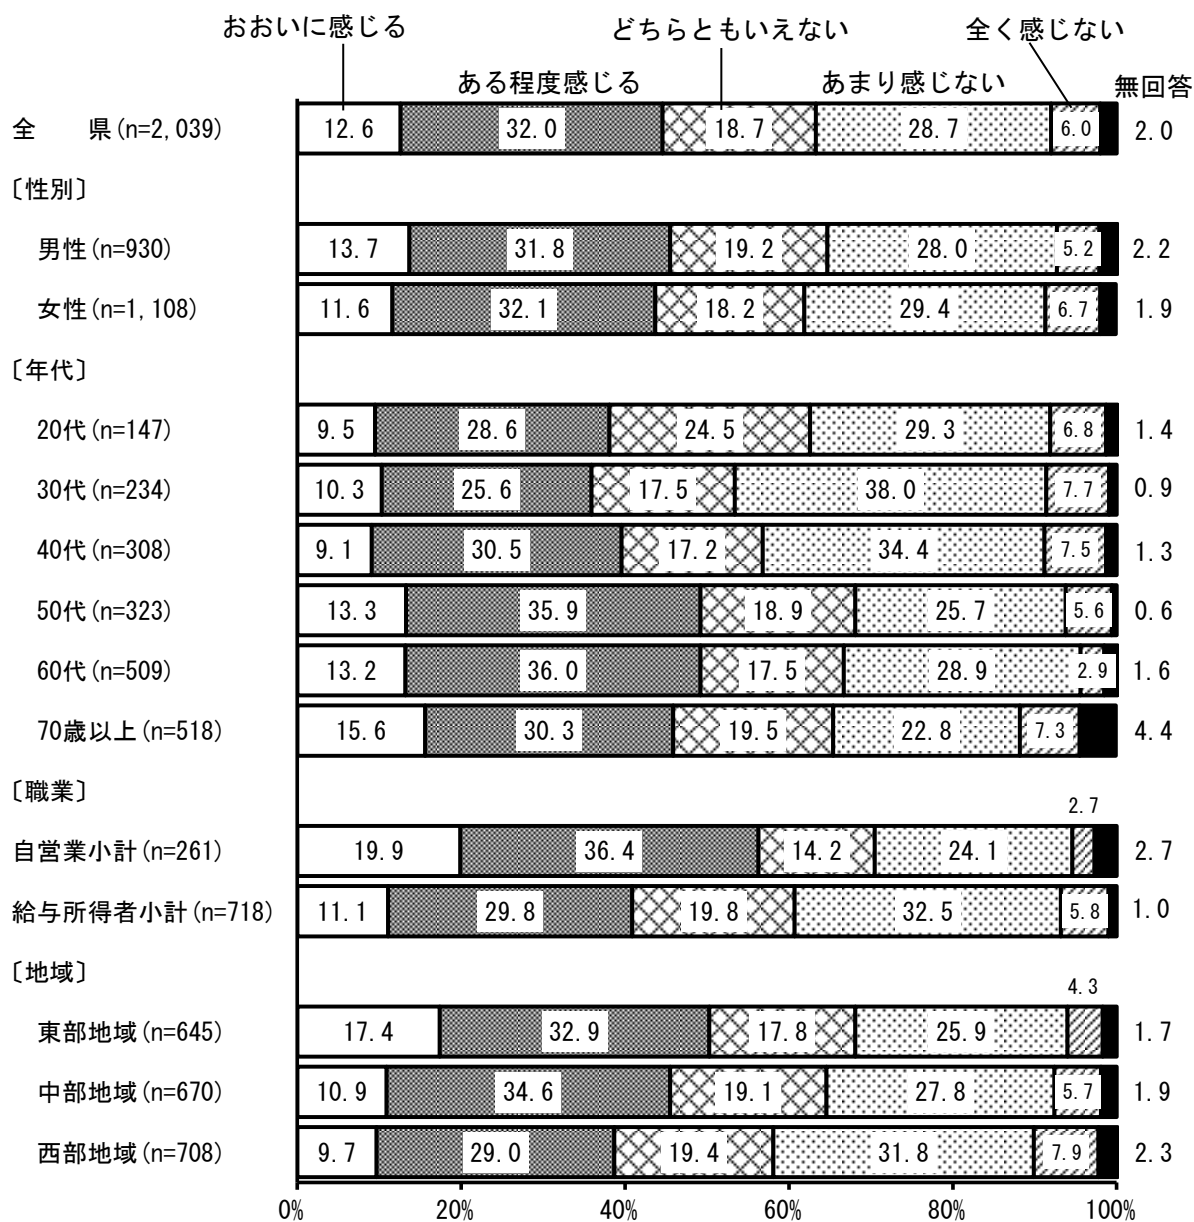 おおいに感じる どちらともいえない 全く感じない
ある程度感じる あまり感じない 無回答
全　　県(n=2,039) 12.6 32.0 18.7 28.7 6.0 2.0
〔性別〕
男性(n=930) 13.7 31.8 19.2 28.0 5.2 2.2
女性(n=1,108) 11.6 32.1 18.2 29.4 6.7 1.9
〔年代〕
20代(n=147) 9.5 28.6 24.5 29.3 6.8 1.4
30代(n=234) 10.3 25.6 17.5 38.0 7.7 0.9
40代(n=308) 9.1 30.5 17.2 34.4 7.5 1.3
50代(n=323) 13.3 35.9 18.9 25.7 5.6 0.6
60代(n=509) 13.2 36.0 17.5 28.9 2.9 1.6
70歳以上(n=518) 15.6 30.3 19.5 22.8 7.3 4.4
〔職業〕
2.7
自営業小計(n=261) 19.9 36.4 14.2 24.1 2.7
給与所得者小計(n=718) 11.1 29.8 19.8 32.5 5.8 1.0
〔地域〕
4.3
東部地域(n=645) 17.4 32.9 17.8 25.9 1.7
中部地域(n=670) 10.9 34.6 19.1 27.8 5.7 1.9
西部地域(n=708) 9.7 29.0 19.4 31.8 7.9 2.3
0% 20% 40% 60% 80% 100%